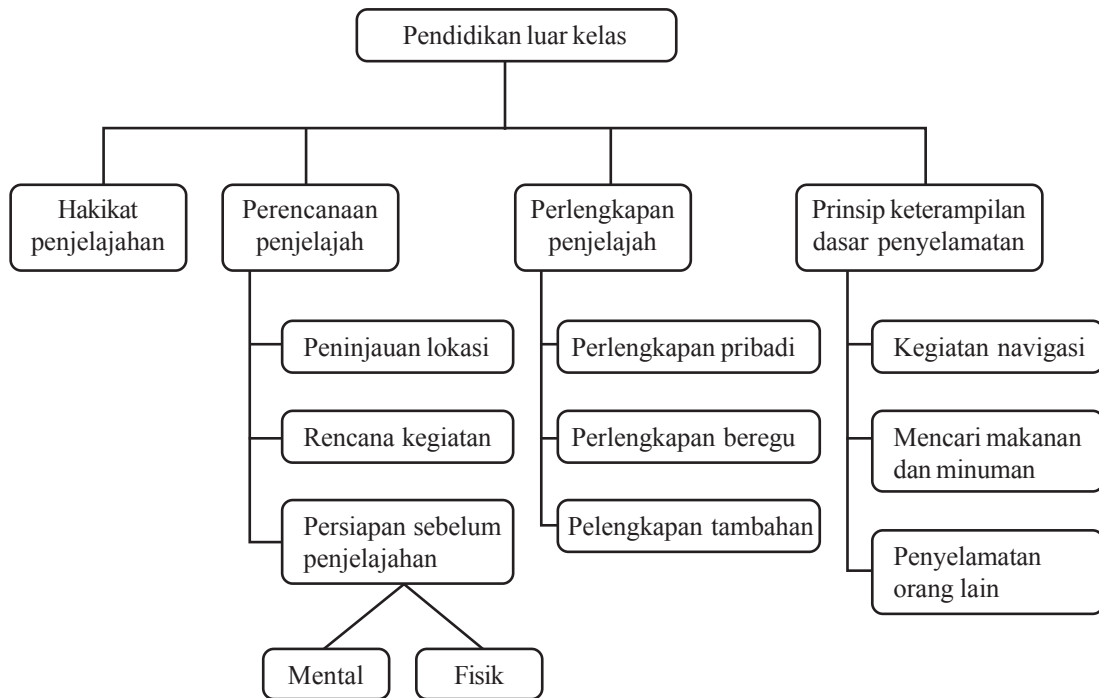 Pendidikan luar kelas
Hakikat
penjelajahan
Perencanaan
penjelajah
Perlengkapan
penjelajah
Prinsip keterampilan
dasar penyelamatan
Peninjauan lokasi
Perlengkapan pribadi
Kegiatan navigasi
Rencana kegiatan
Perlengkapan beregu
Mencari makanan
dan minuman
Persiapan sebelum
penjelajahan
Pelengkapan tambahan
Penyelamatan
orang lain
Mental
Fisik